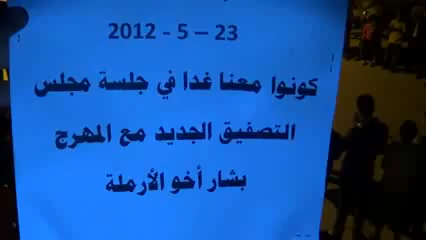 2012 - 5 – 23
كونوا معنا غدا في جلسة مجلس
التصفيق الجديد مع المهرج
بشار أخو الأرملة